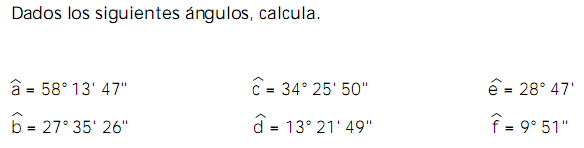 Dados los siguientes ángulos, calcula.
â = 58° 13' 47" ĉ = 34° 25' 50" ê = 28° 47'
b̂ = 27° 35' 26" d̂ = 13° 21' 49" f̂ = 9° 51"